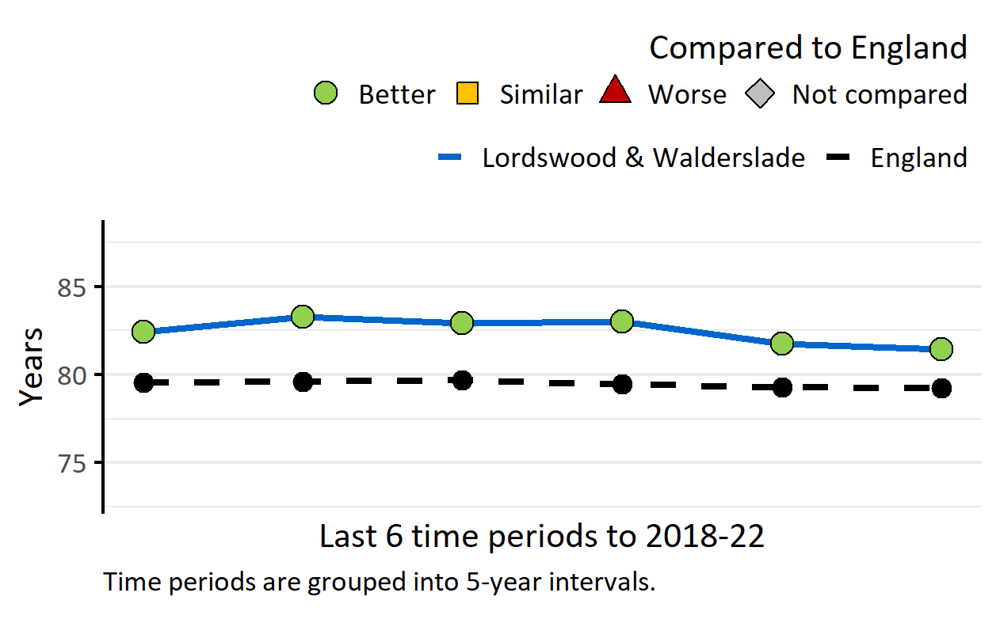 Compared to England
Better Similar Worse Not compared
Lordswood & Walderslade England
85
80
75
Years
Last 6 time periods to 2018-22
Time periods are grouped into 5-year intervals.